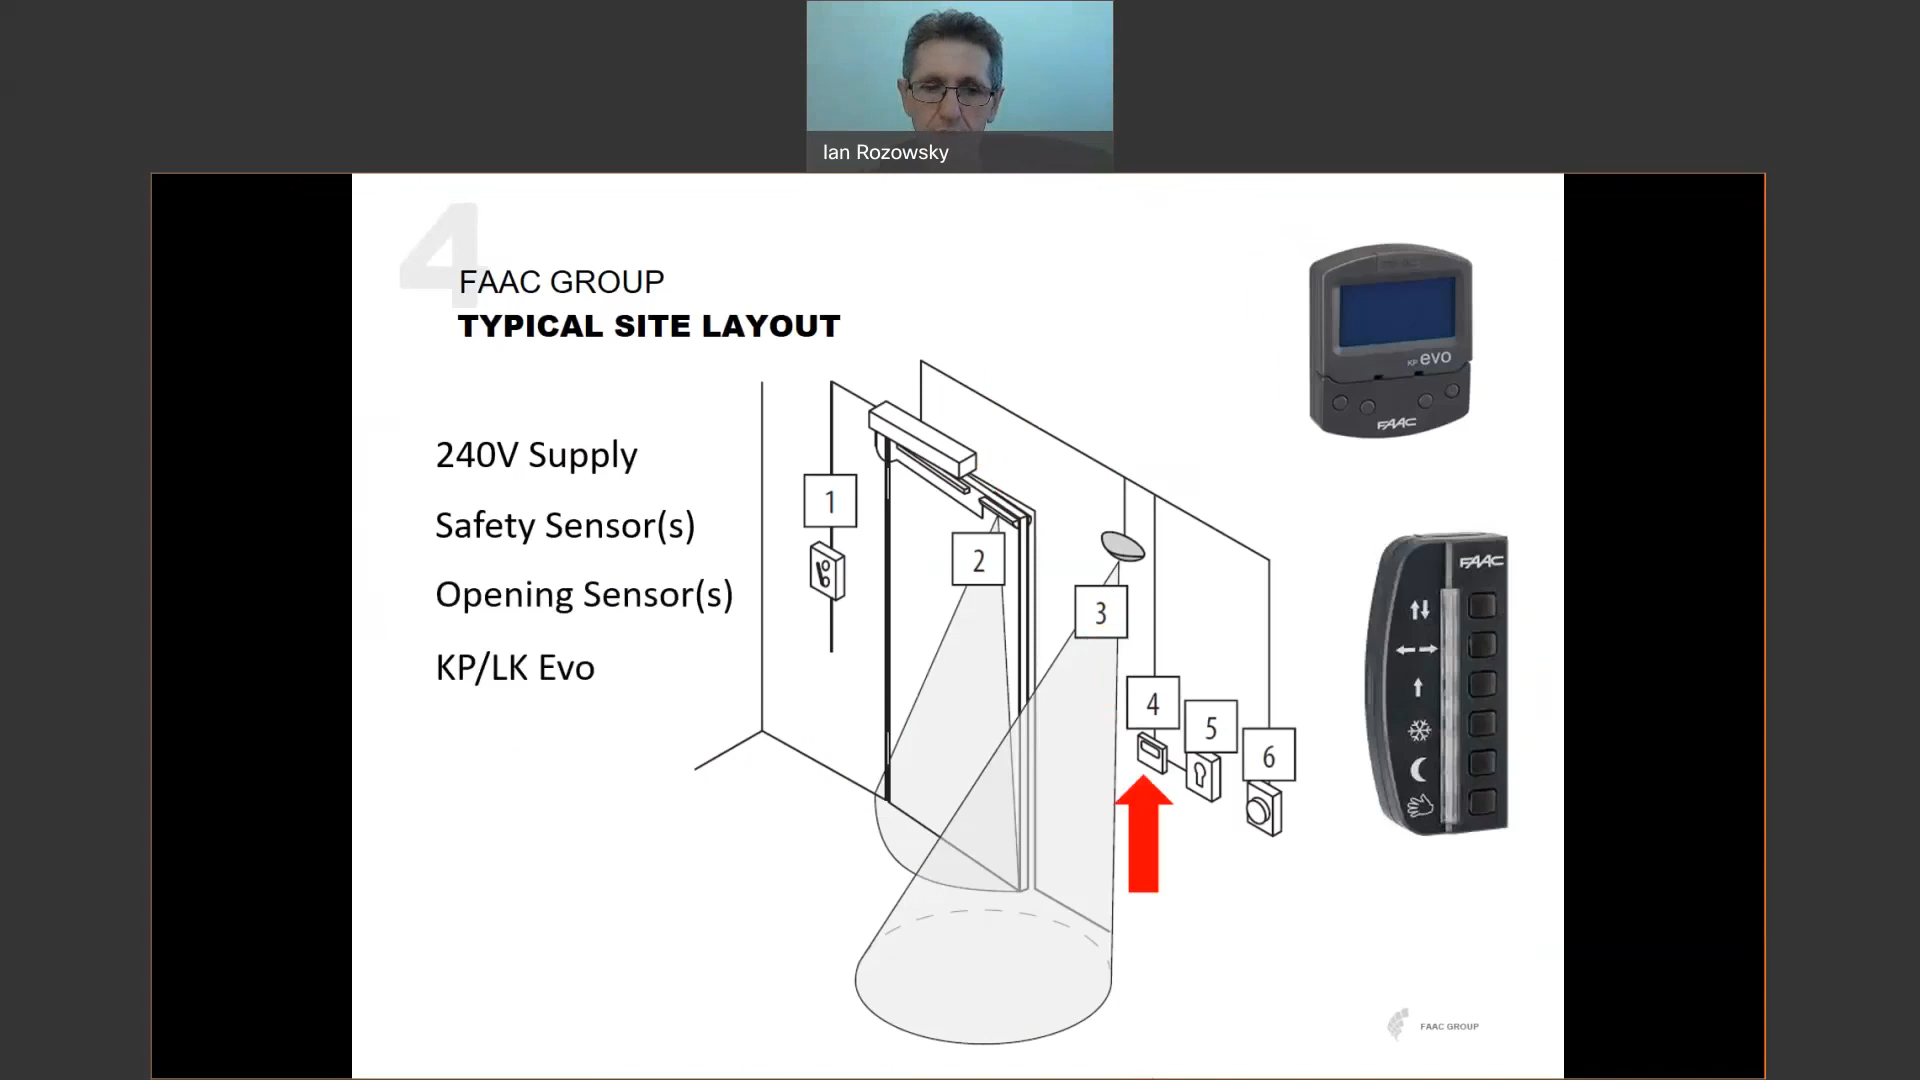 Ian Rozowsky
4
FAAC GROUP
TYPICAL SITE LAYOUT
240V Supply
Safety Sensor(s)
Opening Sensor(s)
KP/LK Evo
1
2
3
4
5
6
KP evo
FAAC
FAAC
FAAC GROUP